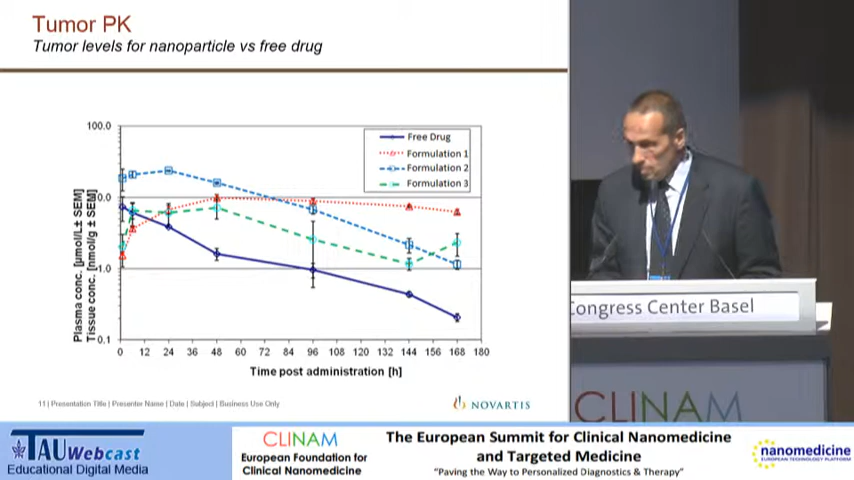 Tumor PK
Tumor levels for nanoparticle vs free drug
100.0
.0
1.0
0.1
Plasma conc. [µmol/L± SEM]
Tissue conc. [nmol/g ± SEM]
Free Drug
Formulation 1
Formulation 2
Formulation 3
0 12 24 36 48 60 72 84 96 108 120 132 144 156 168 180
Time post administration [h]
11 | Presentation Title | Presenter Name | Date | Subject | Business Use Only
NOVARTIS
Congress Center Basel
CLINAM
TAUWebcast
Educational Digital Media
CLINAM
European Foundation for
Clinical Nanomedicine
The European Summit for Clinical Nanomedicine
and Targeted Medicine
"Paving the Way to Personalized Diagnostics & Therapy"
nanomedicine
EUROPEAN TECHNOLOGY PLATFORM